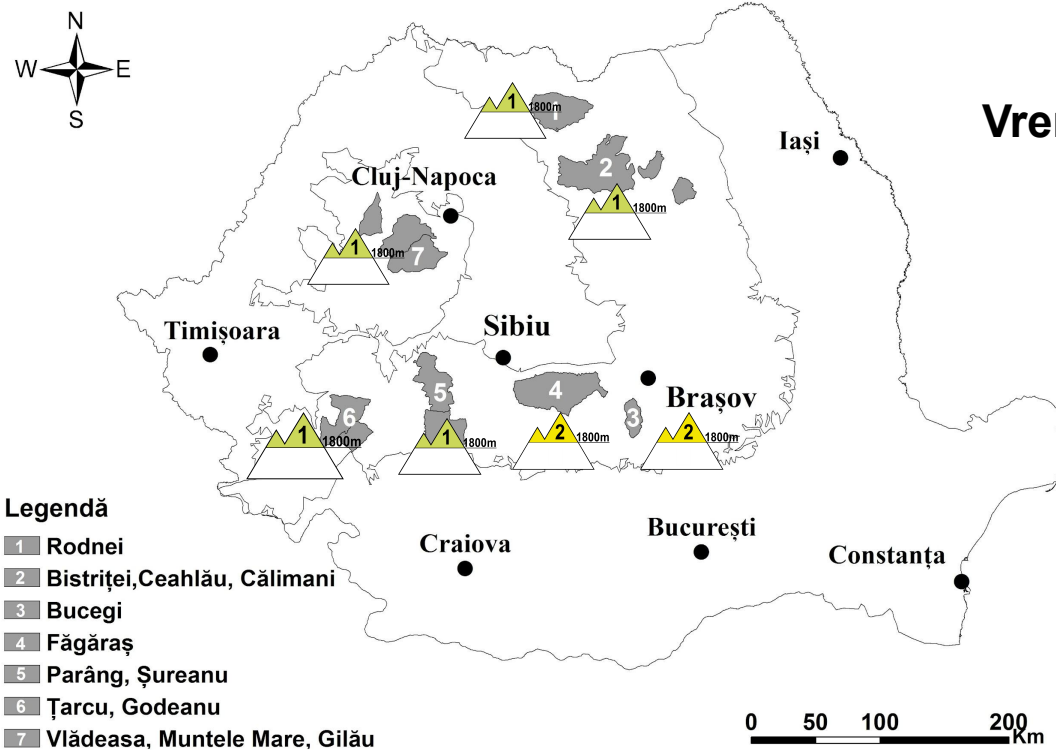 N
W E
S
Vre
1
1800m
1
Iași
Cluj-Napoca
2
1
1800m
1
1800m
7
Timișoara
Sibiu
5
4
Brașov
6
3
1
1800m
1
1800m
2
1800m
2
1800m
Legendă
1 Rodnei
2 Bistriței,Ceahlău, Călimani
3 Bucegi
4 Făgăraș
5 Parâng, Șureanu
6 Țarcu, Godeanu
7 Vlădeasa, Muntele Mare, Gilău
Craiova
București
Constanța
0 50 100 200
Km